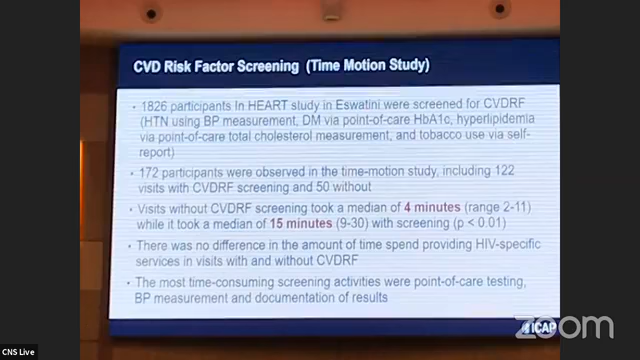 CVD Risk Factor Screening (Time Motion Study)
• 1826 participants In HEART study in Eswatini were screened for CVDRF
(HTN using BP measurement, DM via point-of-care HbA1c, hyperlipidemia
via point-of-care total cholesterol measurement, and tobacco use via self-
report)
• 172 participants were observed in the time-motion study, including 122
visits with CVDRF screening and 50 without
• Visits without CVDRF screening took a median of 4 minutes (range 2-11)
while it took a median of 15 minutes (9-30) with screening (p < 0.01)
• There was no difference in the amount of time spend providing HIV-specific
services in visits with and without CVDRF
• The most time-consuming screening activities were point-of-care testing,
BP measurement and documentation of results
ICAP
zoom
CNS Live